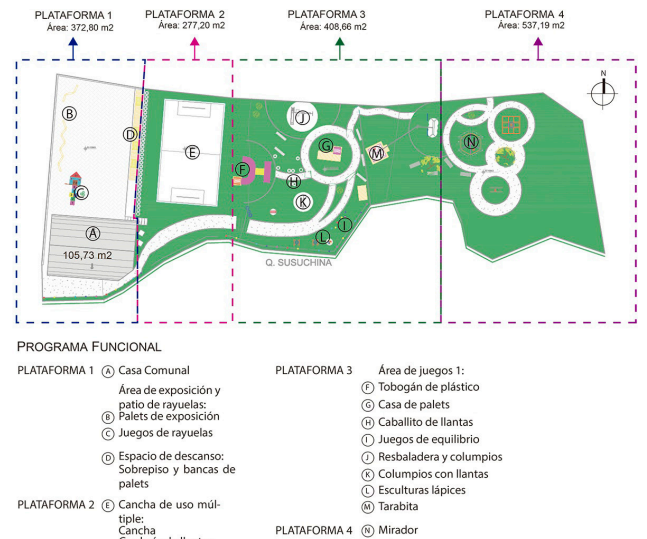 PLATAFORMA 1
Área: 372,80 m2
PLATAFORMA 2
Área: 277,20 m2
PLATAFORMA 3
Área: 408,66 m2
PLATAFORMA 4
Área: 537,19 m2
N
B
D
E
J
G
M
N
F
H
K
C
A
I
L
105,73 m2
Q. SUSUCHINA
PROGRAMA FUNCIONAL
PLATAFORMA 1 A Casa Comunal
Área de exposición y
patio de rayuelas:
B Palets de exposición
C Juegos de rayuelas
D Espacio de descanso:
Sobrepiso y bancas de
palets
PLATAFORMA 2 E Cancha de uso múl-
tiple:
Cancha
PLATAFORMA 3 Área de juegos 1:
F Tobogán de plástico
G Casa de palets
H Caballito de llantas
I Juegos de equilibrio
J Resbaladera y columpios
K Columpios con llantas
L Esculturas lápices
M Tarabita
PLATAFORMA 4 N Mirador